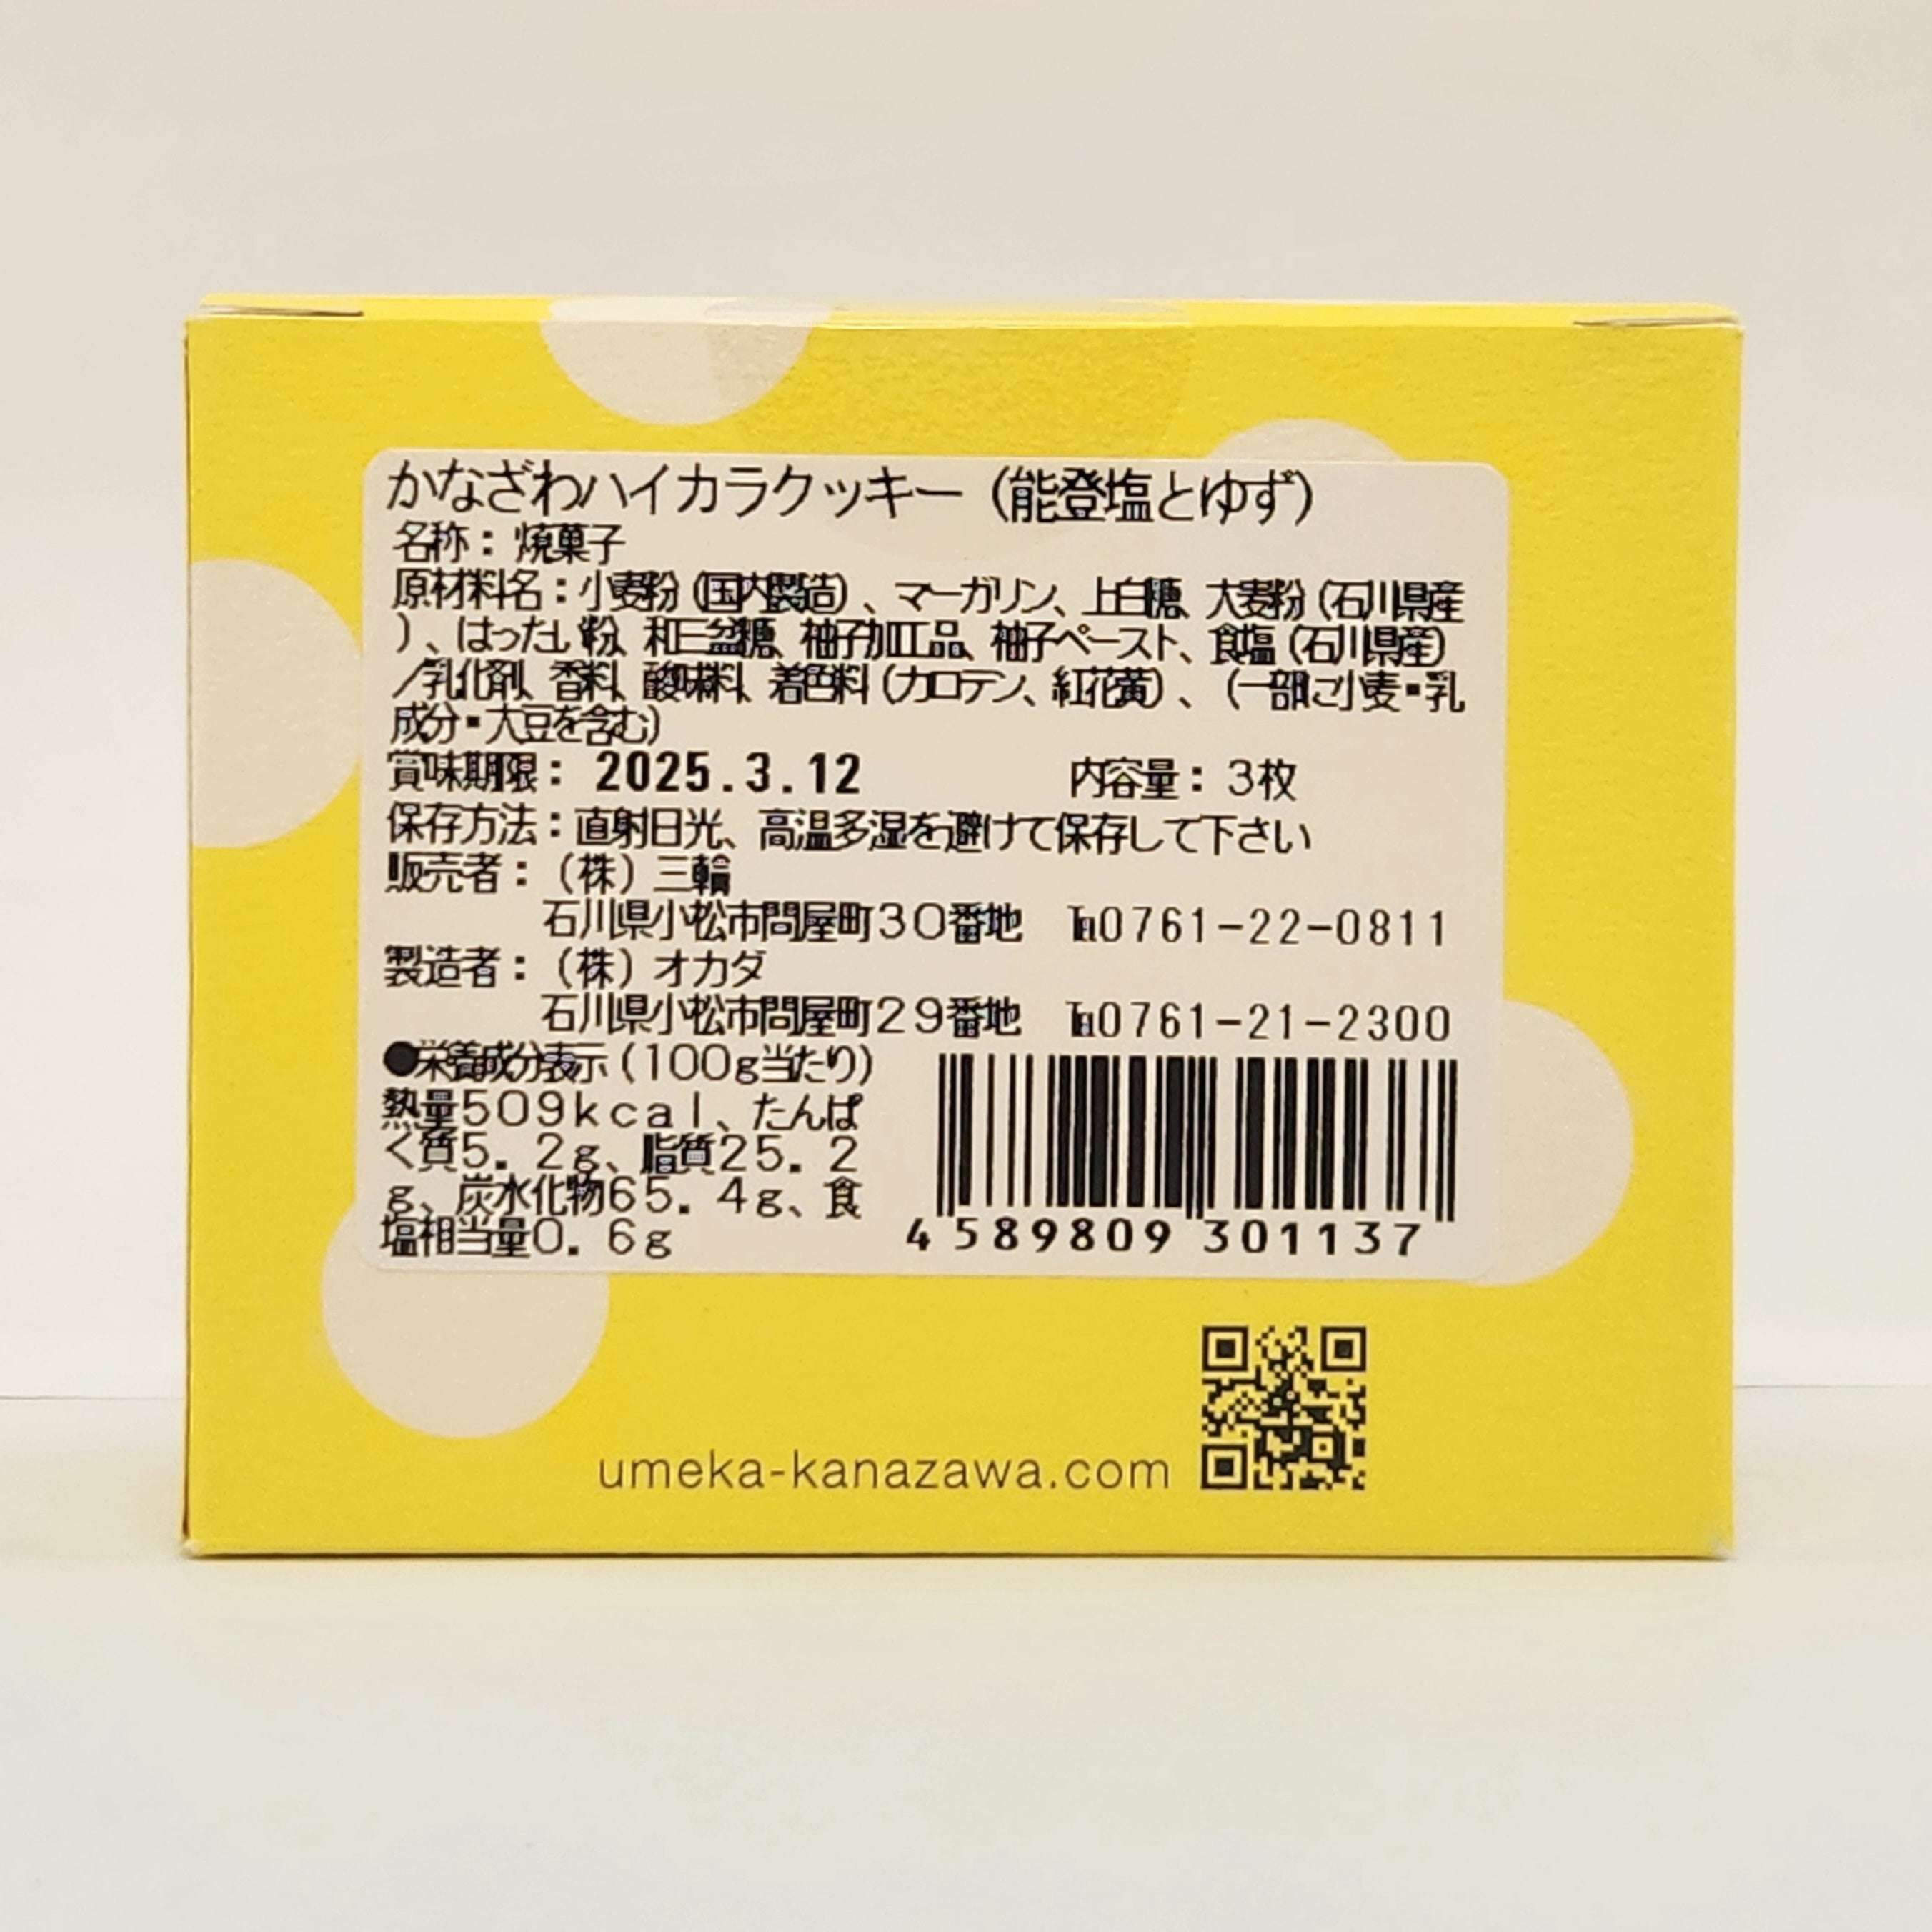 かなざわハイカラクッキー（能登塩とゆず）
名称：焼菓子
原材料名：小麦粉（国内製造）、マーガリン、上白糖、大麦粉（石川県産
）、はったい粉、和三盆糖、柚子加工品、柚子ペースト、食塩（石川県産）
／乳化剤、香料、酸味料、着色料（カロテン、紅花黄）、（一部に小麦・乳
成分・大豆を含む）
賞味期限：2025.3.12　内容量：３枚
保存方法：直射日光、高温多湿を避けて保存して下さい
販売者：（株）三輪
石川県小松市問屋町３０番地　℡0761-22-0811
製造者：（株）オカダ
石川県小松市問屋町２９番地　℡0761-21-2300
●栄養成分表示（100g当たり）
熱量５０９ｋｃａｌ、たんぱ
く質５．２ｇ、脂質２５．２
ｇ、炭水化物６５．４ｇ、食
塩相当量０．６ｇ
4 589809 301137
umeka-kanazawa.com